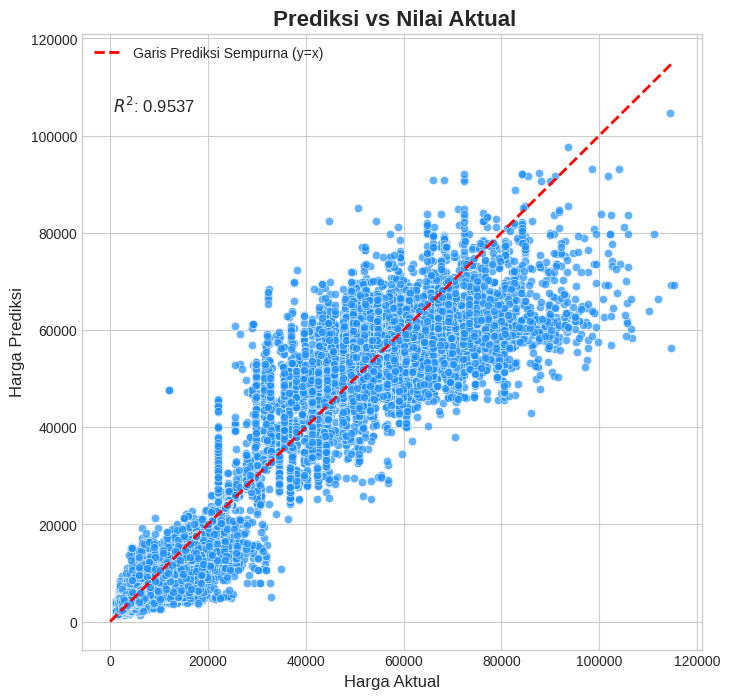 Prediksi vs Nilai Aktual
120000
Garis Prediksi Sempurna (y=x)
R²: 0.9537
100000
80000
60000
40000
20000
0
Harga Prediksi
0 20000 40000 60000 80000 100000 120000
Harga Aktual